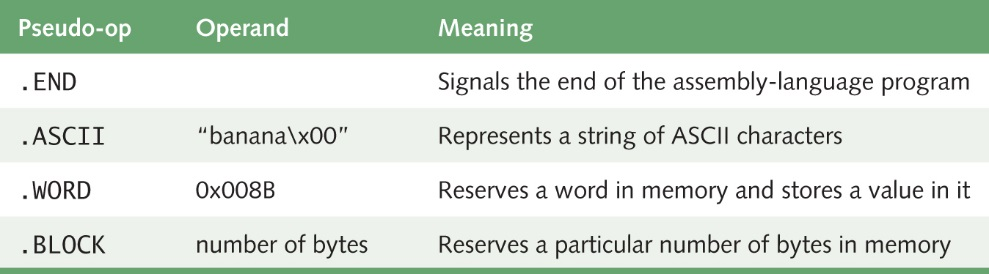 Pseudo-op Operand Meaning
.END Signals the end of the assembly-language program
.ASCII “banana\x00” Represents a string of ASCII characters
.WORD 0x008B Reserves a word in memory and stores a value in it
.BLOCK number of bytes Reserves a particular number of bytes in memory